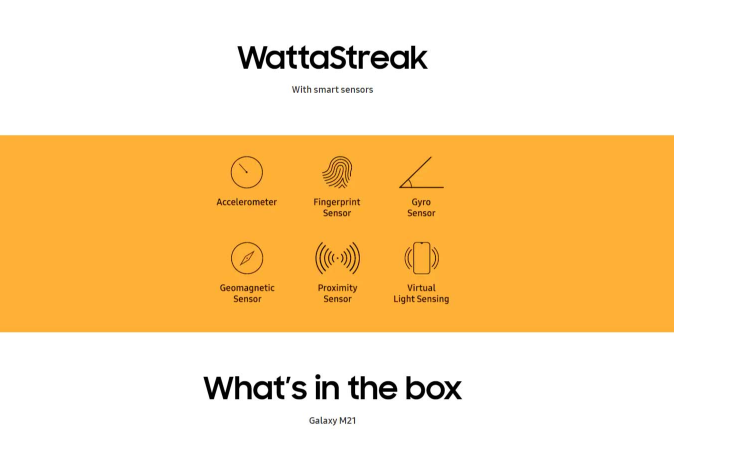 WattaStreak
With smart sensors
Accelerometer
Fingerprint
Sensor
Gyro
Sensor
Geomagnetic
Sensor
Proximity
Sensor
Virtual
Light Sensing
What's in the box
Galaxy M21